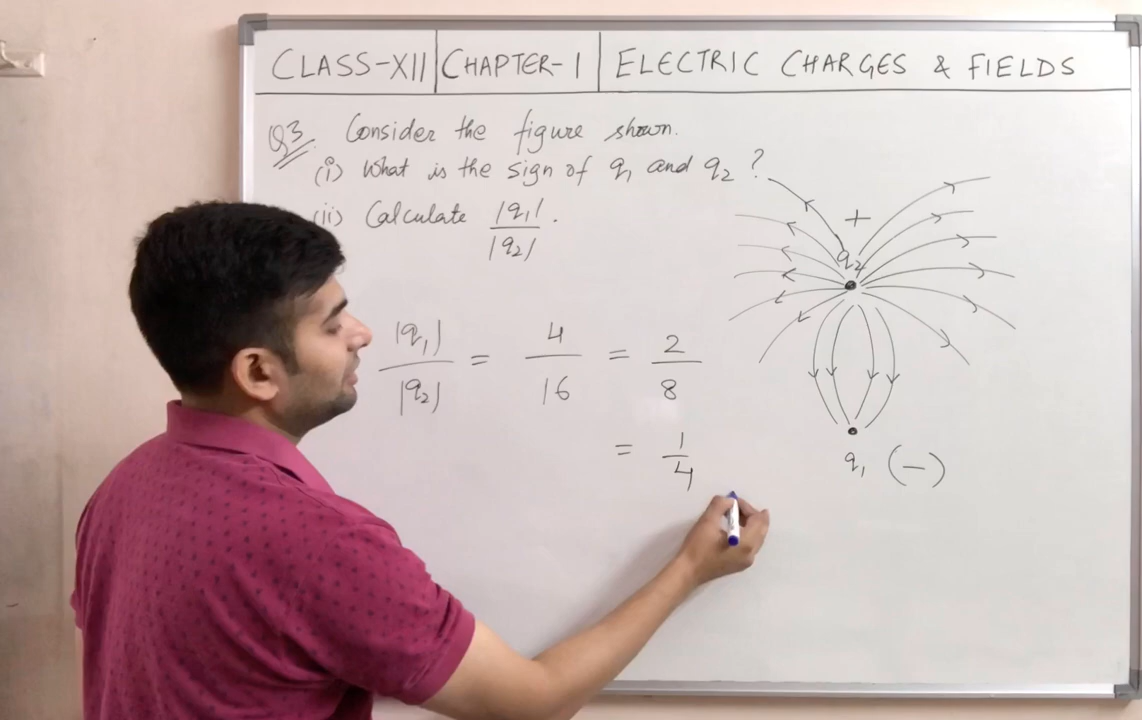 CLASS-XII | CHAPTER-1 | ELECTRIC CHARGES & FIELDS
Q3. Consider the figure shown.
(i) What is the sign of q1 and q2?
(ii) Calculate |q1| / |q2|.
|q1| / |q2| = 4 / 16 = 2 / 8
= 1 / 4
+
q2
q1 (-)